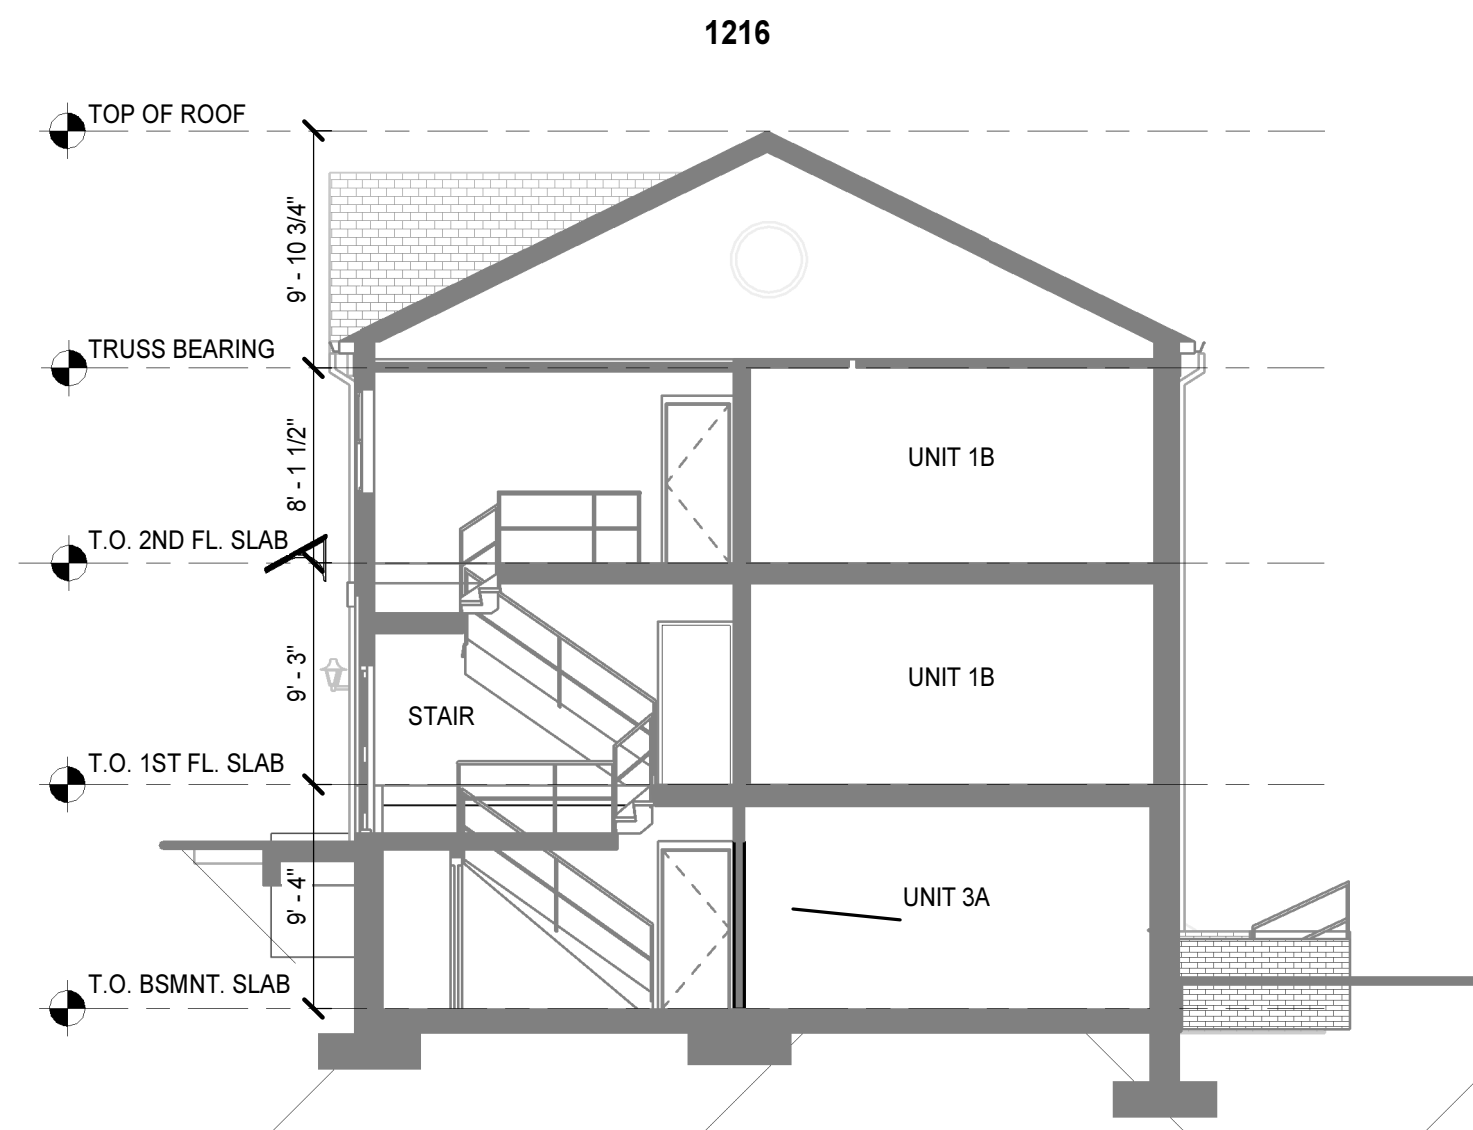 1216
TOP OF ROOF
9' - 10 3/4"
TRUSS BEARING
8' - 1 1/2"
UNIT 1B
T.O. 2ND FL. SLAB
9' - 3"
UNIT 1B
STAIR
T.O. 1ST FL. SLAB
9' - 4"
UNIT 3A
T.O. BSMNT. SLAB